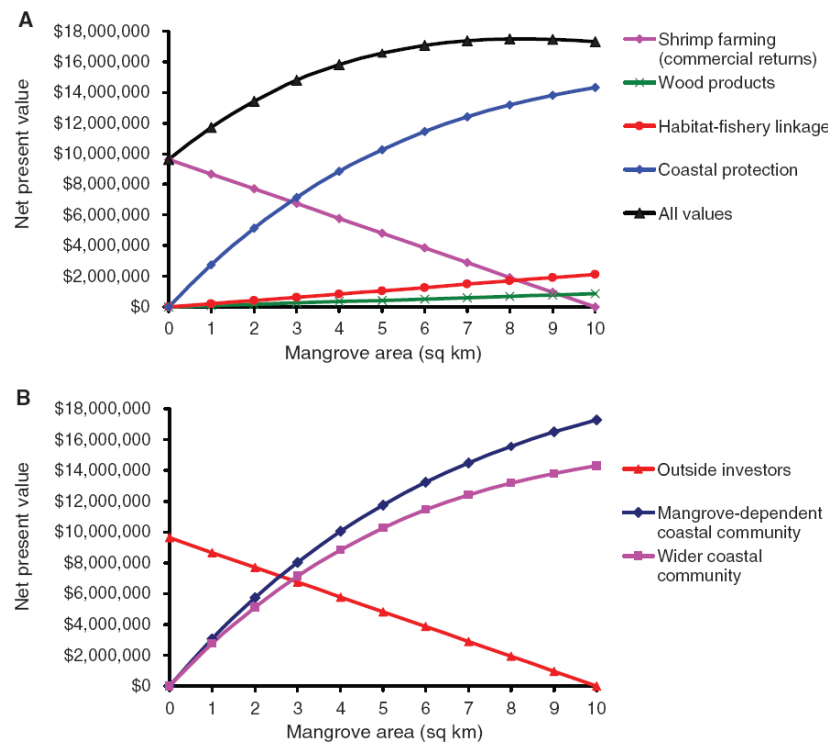 A
$18,000,000
$16,000,000
$14,000,000
$12,000,000
$10,000,000
$8,000,000
$6,000,000
$4,000,000
$2,000,000
$0
Net present value
0 1 2 3 4 5 6 7 8 9 10
Mangrove area (sq km)
Shrimp farming
(commercial returns)
Wood products
Habitat-fishery linkage
Coastal protection
All values
B
$18,000,000
$16,000,000
$14,000,000
$12,000,000
$10,000,000
$8,000,000
$6,000,000
$4,000,000
$2,000,000
$0
Net present value
0 1 2 3 4 5 6 7 8 9 10
Mangrove area (sq km)
Outside investors
Mangrove-dependent
coastal community
Wider coastal
community